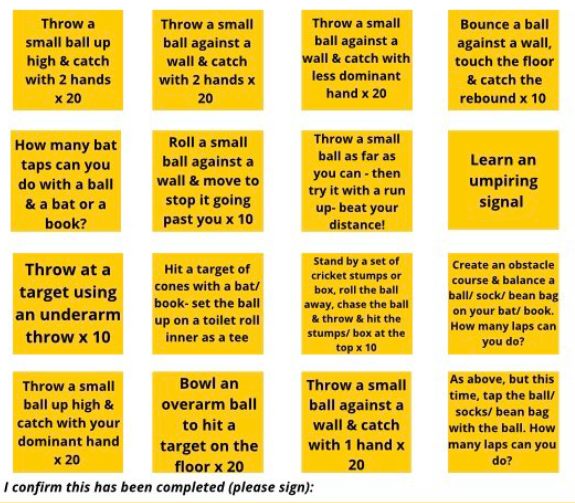 Throw a
small ball up
high & catch
with 2 hands
x 20
Throw a small
ball against a
wall & catch
with 2 hands x
20
Throw a small
ball against a
wall & catch with
less dominant
hand x 20
Bounce a ball
against a wall,
touch the floor
& catch the
rebound x 10
How many bat
taps can you
do with a ball
& a bat or a
book?
Roll a small
ball against a
wall & move to
stop it going
past you x 10
Throw a small
ball as far as
you can - then
try it with a run
up- beat your
distance!
Learn an
umpiring
signal
Throw at a
target using
an underarm
throw x 10
Hit a target of
cones with a bat/
book- set the ball
up on a toilet roll
inner as a tee
Stand by a set of
cricket stumps or
box, roll the ball
away, chase the ball
& throw & hit the
stumps/ box at the
top x 10
Create an obstacle
course & balance a
ball/ sock/ bean bag
on your bat/ book.
How many laps can
you do?
Throw a small
ball up high &
catch with your
dominant hand
x 20
Bowl an
overarm ball
to hit a
target on the
floor x 20
Throw a small
ball against a
wall & catch
with 1 hand x
20
As above, but this
time, tap the ball/
socks/ bean bag
with the ball. How
many laps can you
do?
I confirm this has been completed (please sign):